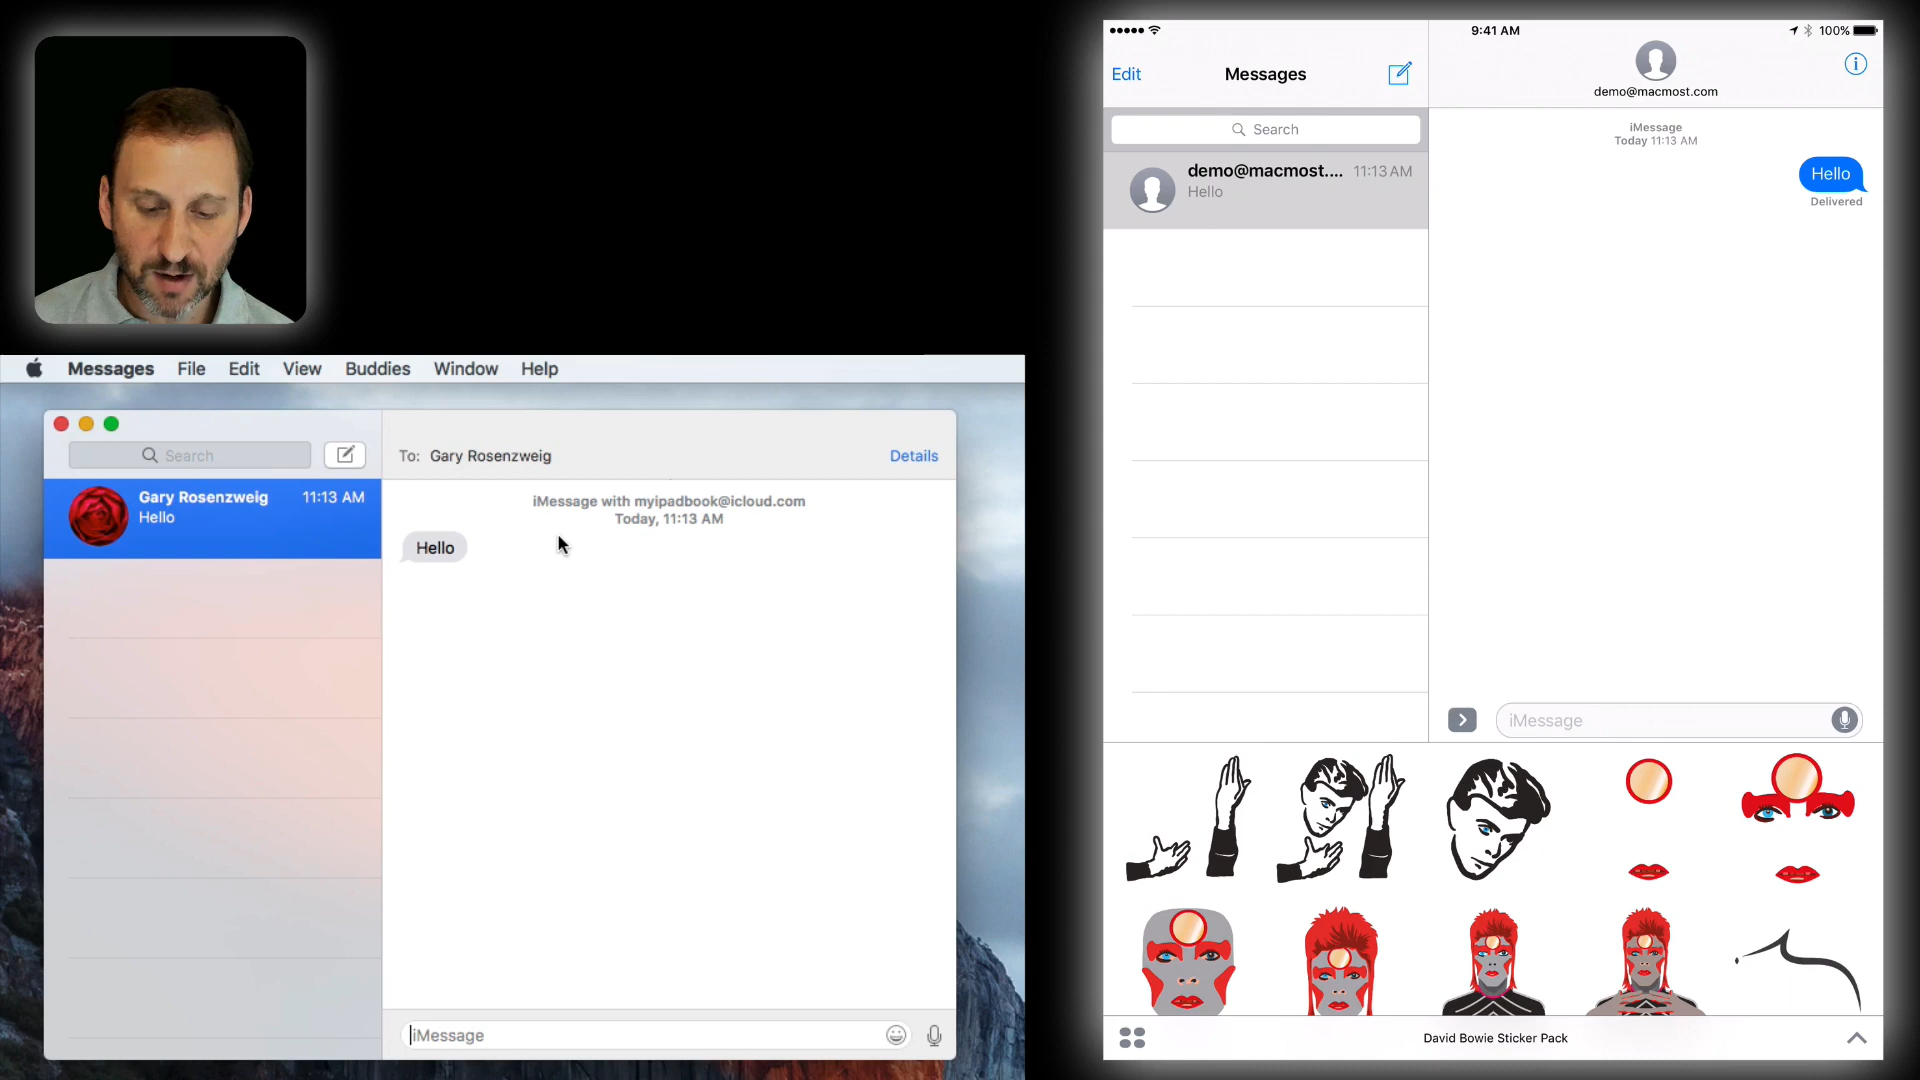 Messages File Edit View Buddies Window Help
Search
To: Gary Rosenzweig
Details
Gary Rosenzweig 11:13 AM
Hello
iMessage with myipadbook@icloud.com
Today, 11:13 AM
Hello
iMessage
9:41 AM
100%
Edit
Messages
demo@macmost.com
Search
demo@macmost.... 11:13 AM
Hello
iMessage
Today 11:13 AM
Hello
Delivered
iMessage
David Bowie Sticker Pack